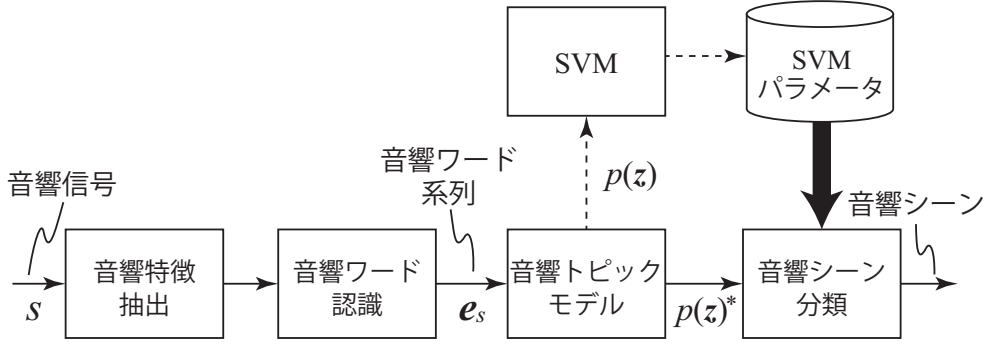 SVM
SVM
パラメータ
音響ワード
系列
p(z)
音響信号
音響シーン
音響特徴
抽出
音響ワード
認識
音響トピック
モデル
音響シーン
分類
s
e_s
p(z)*